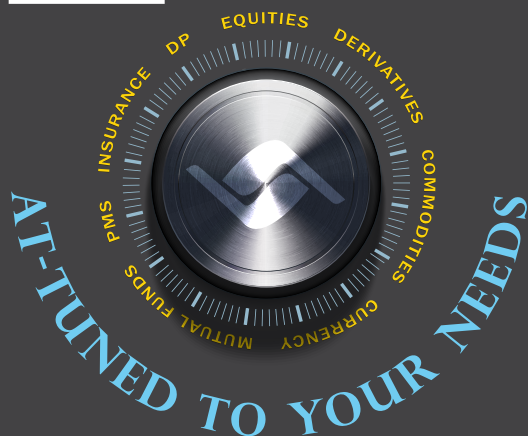 EQUITIES
DERIVATIVES
COMMODITIES
CURRENCY
MUTUAL FUNDS
PMS
INSURANCE
DP
AT-TUNED TO YOUR NEEDS